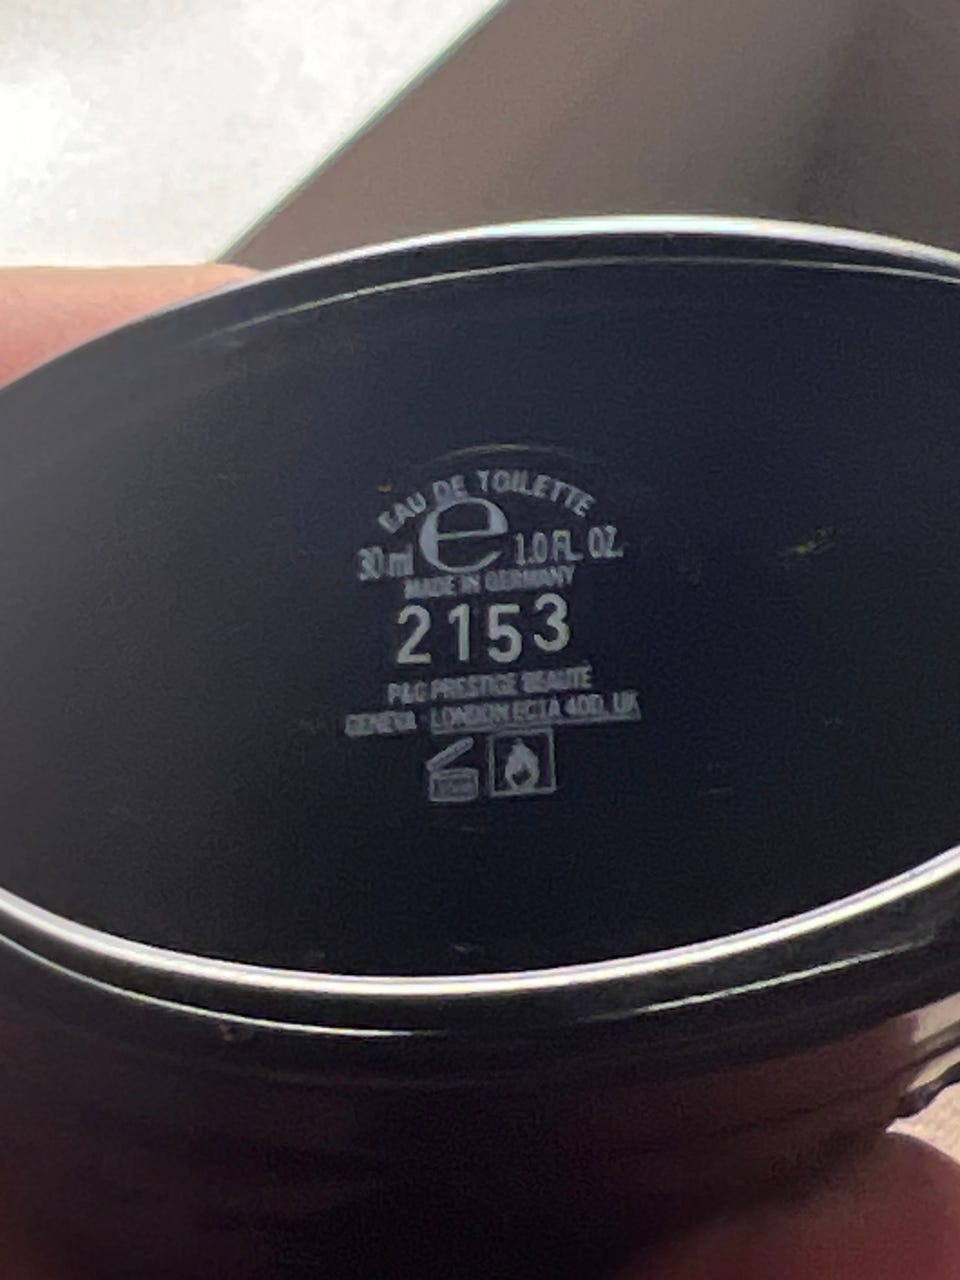 EAU DE TOILETTE
30 ml e 1.0 FL. OZ.
MADE IN GERMANY
2153
P&G PRESTIGE BEAUTÉ
GENEVA · LONDON EC1A 4DD, UK